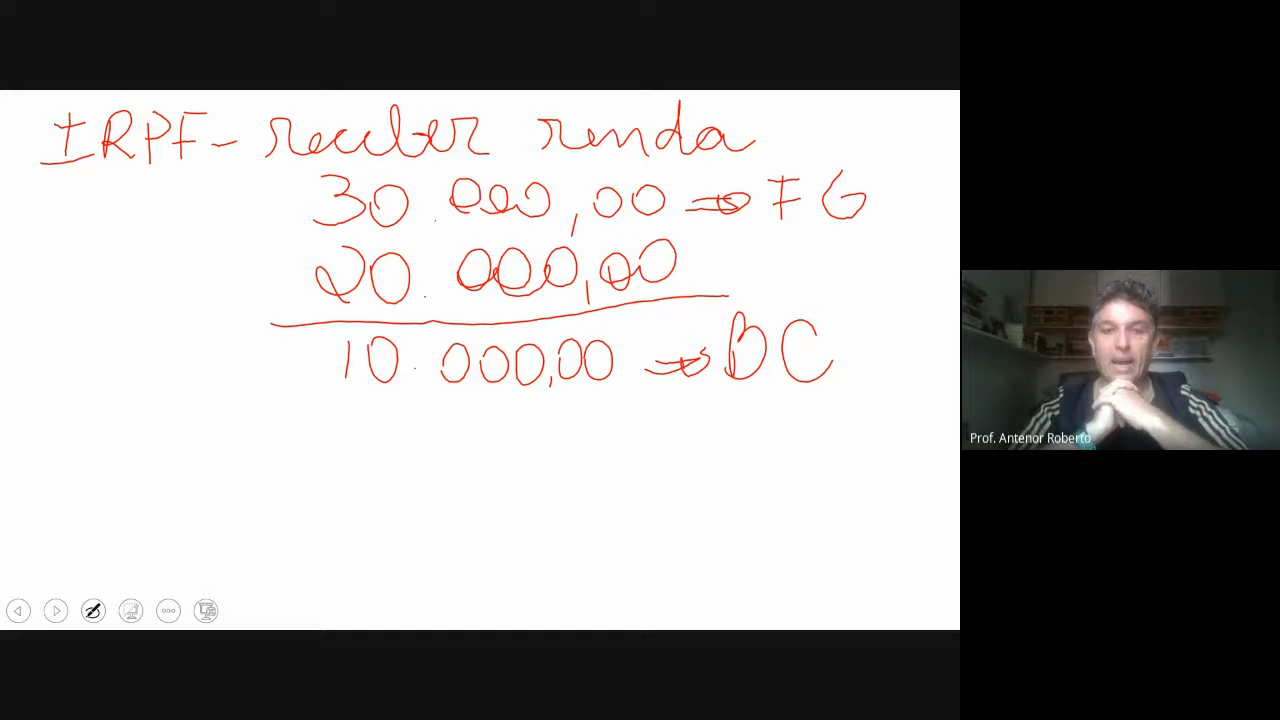 IRPF - receber renda
30.000,00 → FG
20.000,00
10.000,00 → BC
Prof. Antenor Roberto